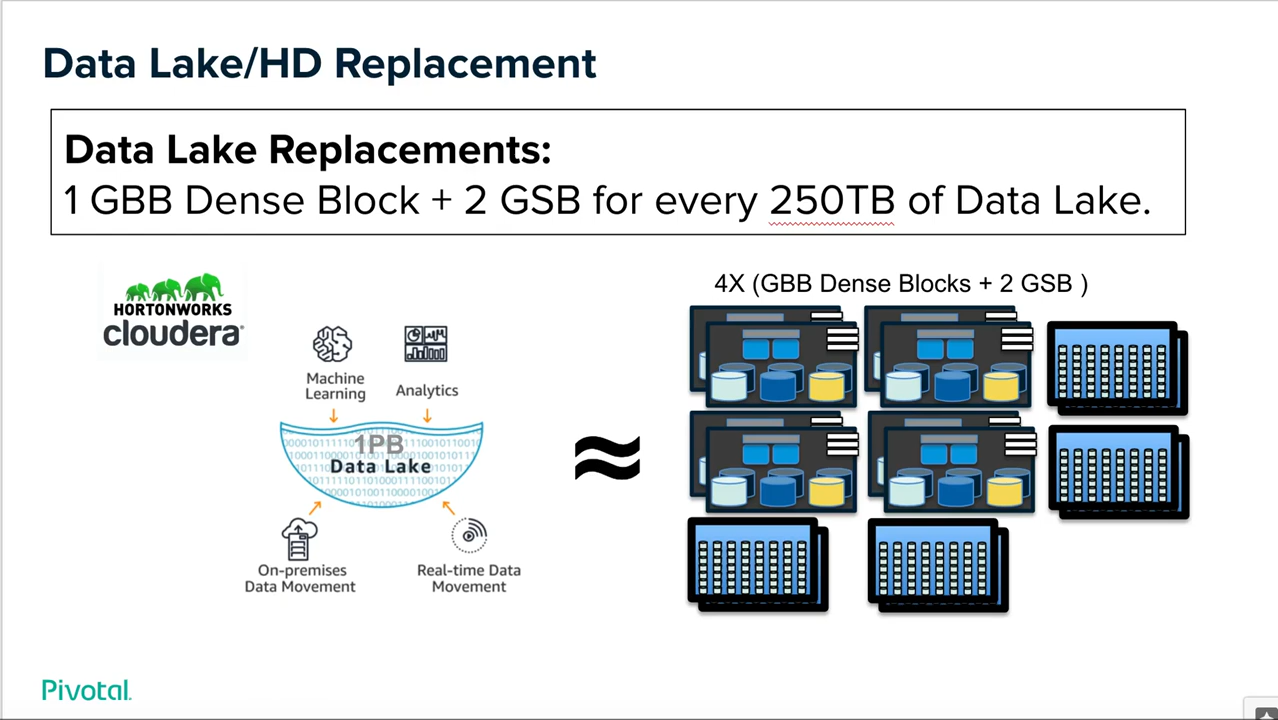 Data Lake/HD Replacement
Data Lake Replacements:
1 GBB Dense Block + 2 GSB for every 250TB of Data Lake.
HORTONWORKS
cloudera
Machine
Learning
Analytics
1PB
Data Lake
On-premises
Data Movement
Real-time Data
Movement
≈
4X (GBB Dense Blocks + 2 GSB )
Pivotal